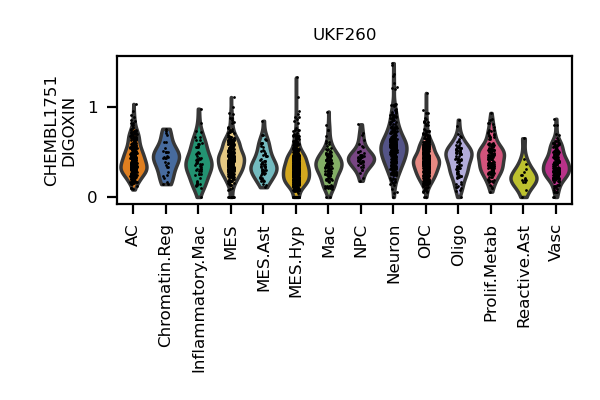 UKF260
CHEMBL1751
DIGOXIN
1
0
AC
Chromatin.Reg
Inflammatory.Mac
MES
MES.Ast
MES.Hyp
Mac
NPC
Neuron
OPC
Oligo
Prolif.Metab
Reactive.Ast
Vasc